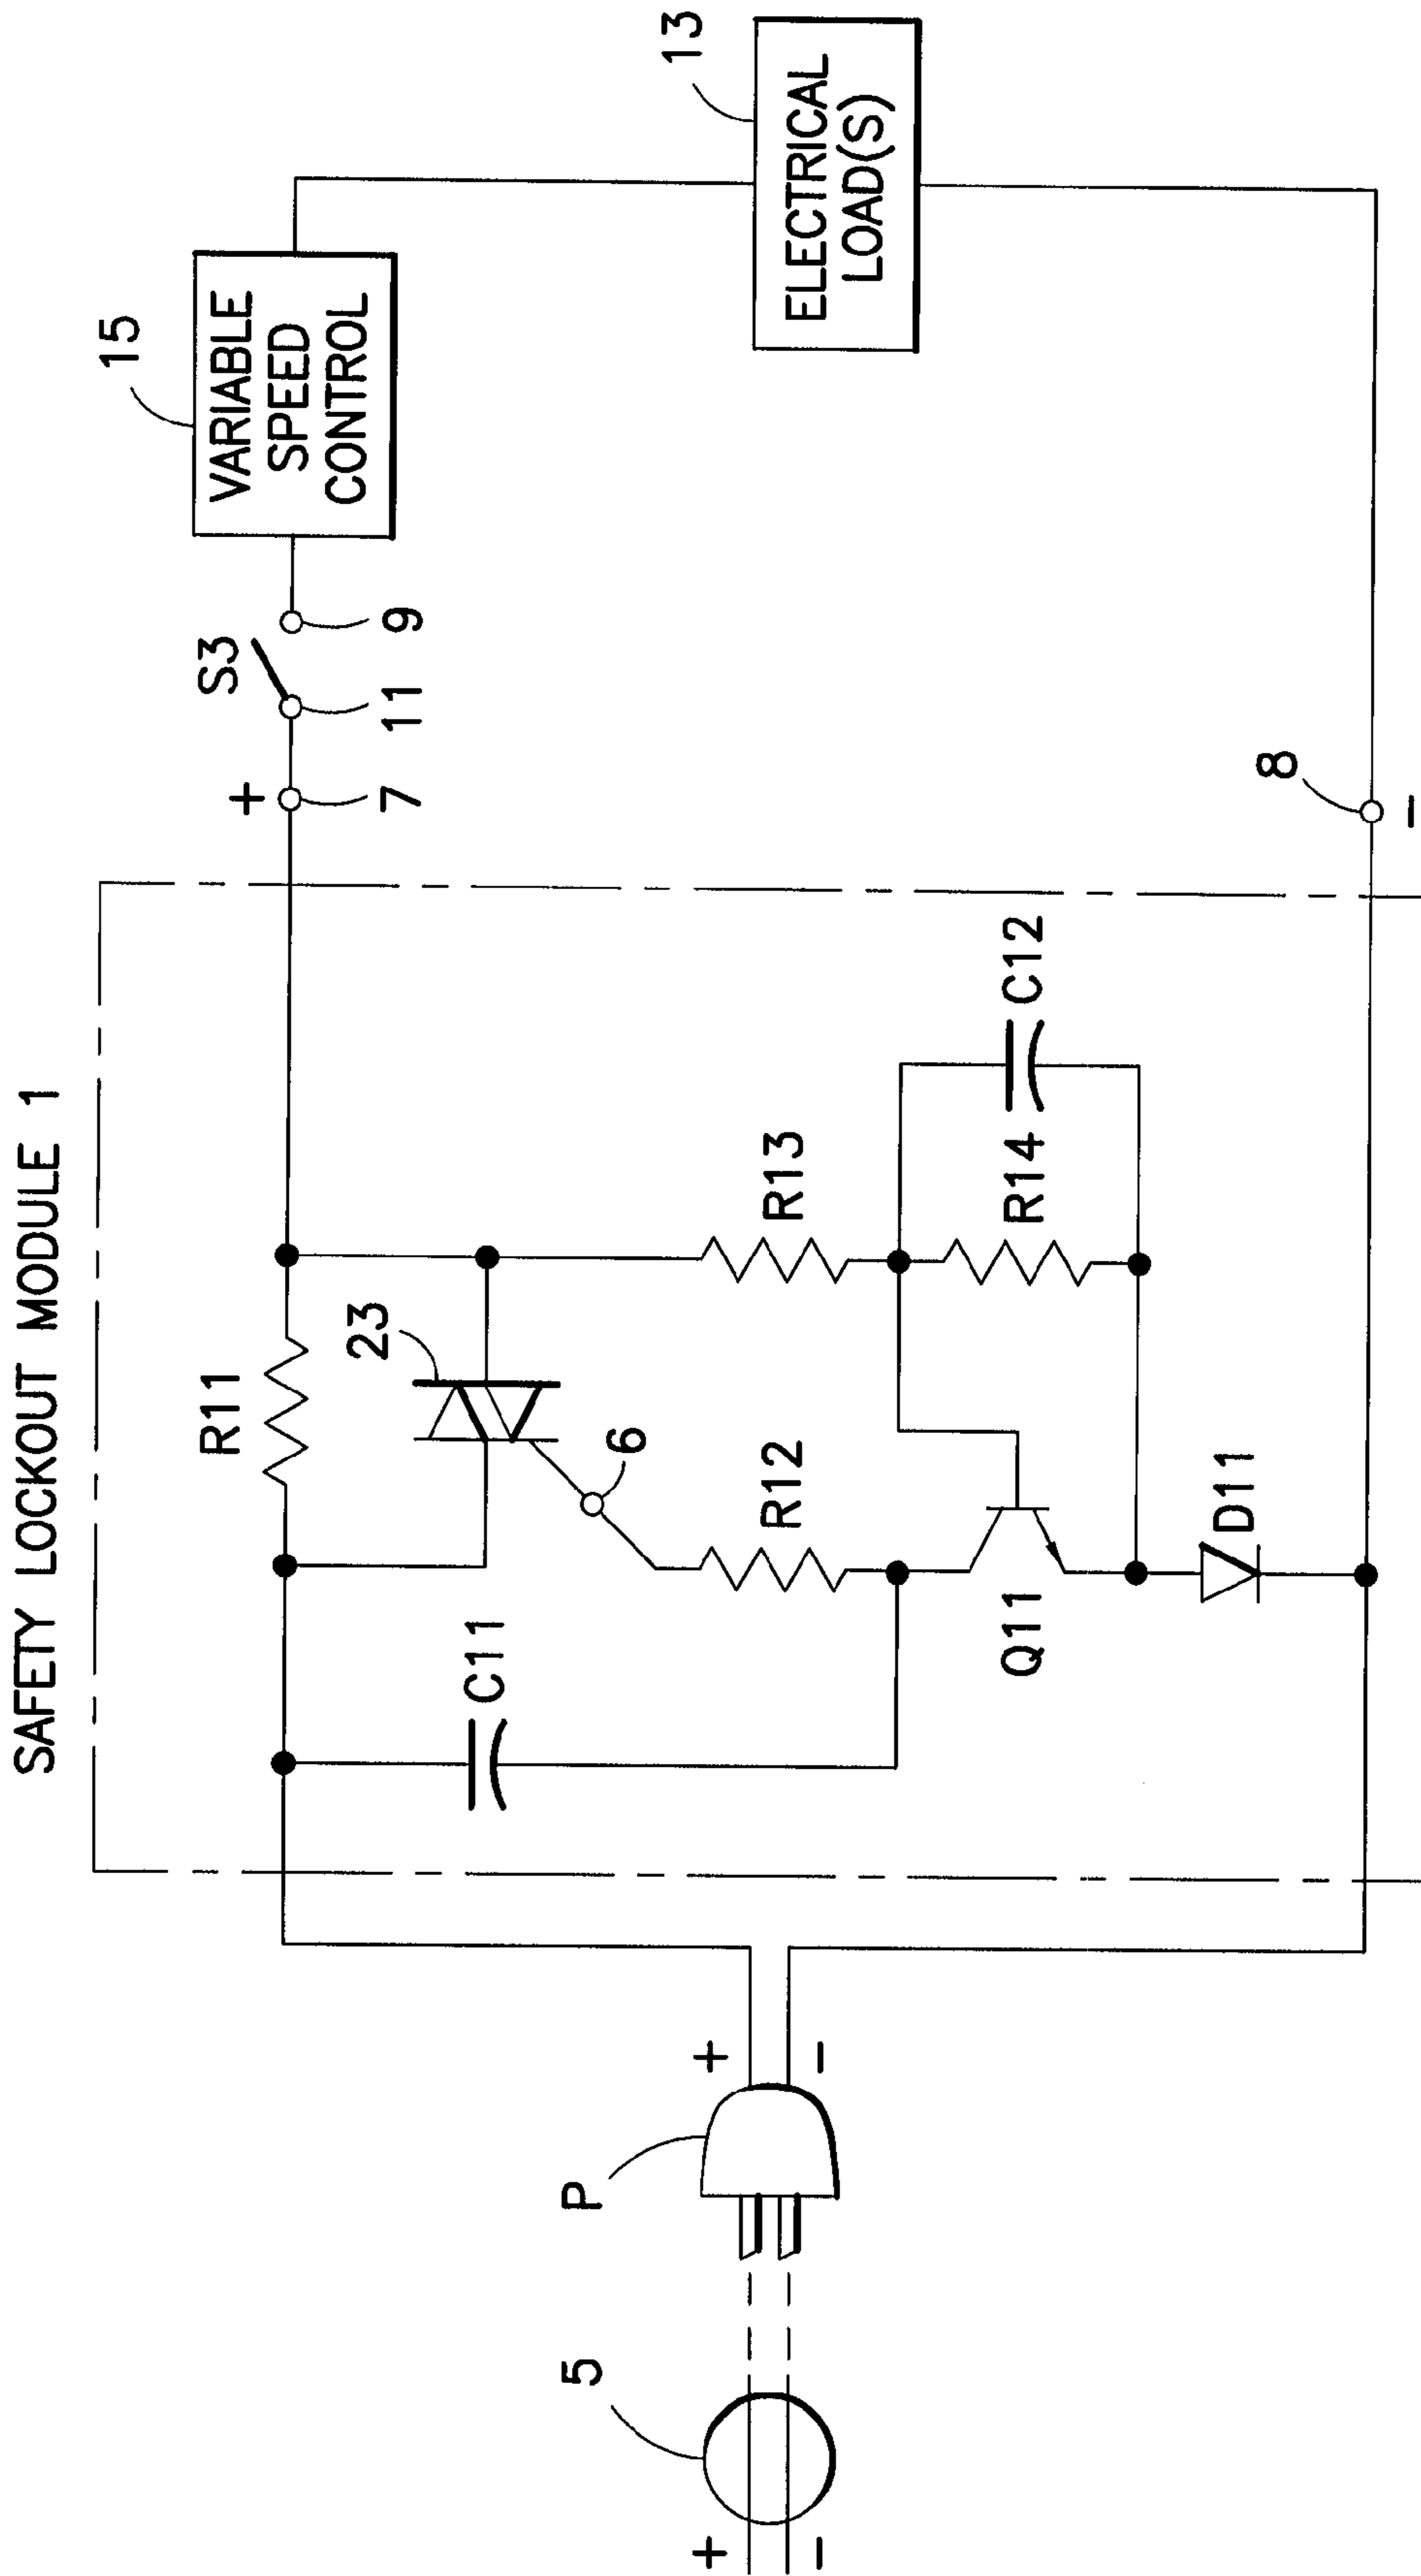 SAFETY LOCKOUT MODULE 1
15
VARIABLE
SPEED
CONTROL
S3
9
11
+
7
R11
23
6
C11
R12
R13
C12
R14
Q11
D11
13
ELECTRICAL
LOAD(S)
8
−
P
+
−
5
+
−